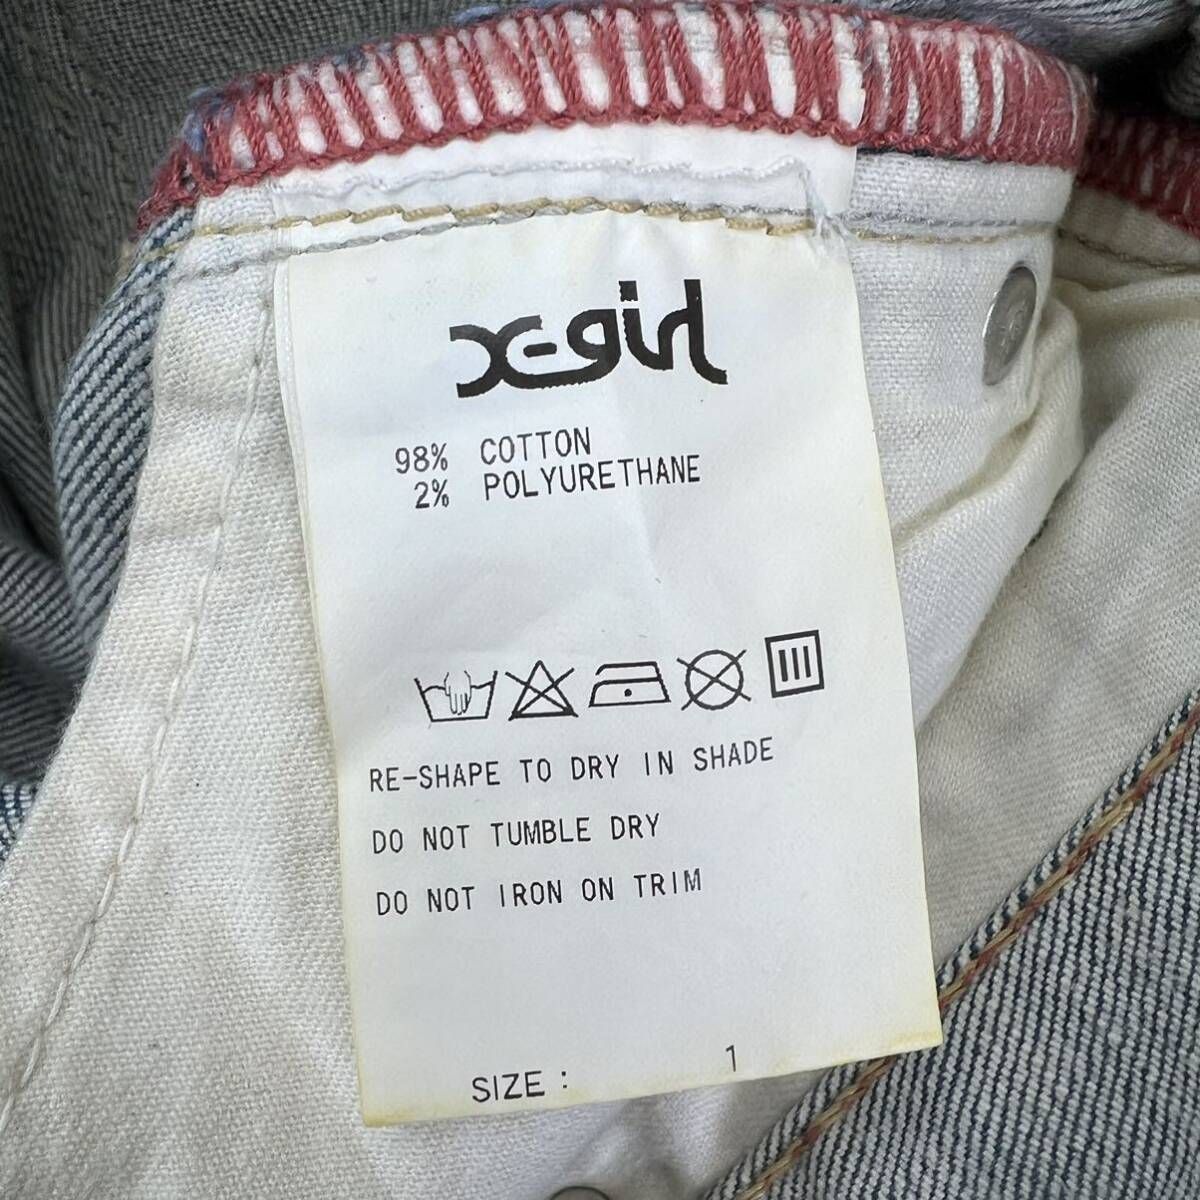 X-girl
98% COTTON
2% POLYURETHANE
RE-SHAPE TO DRY IN SHADE
DO NOT TUMBLE DRY
DO NOT IRON ON TRIM
SIZE : 1